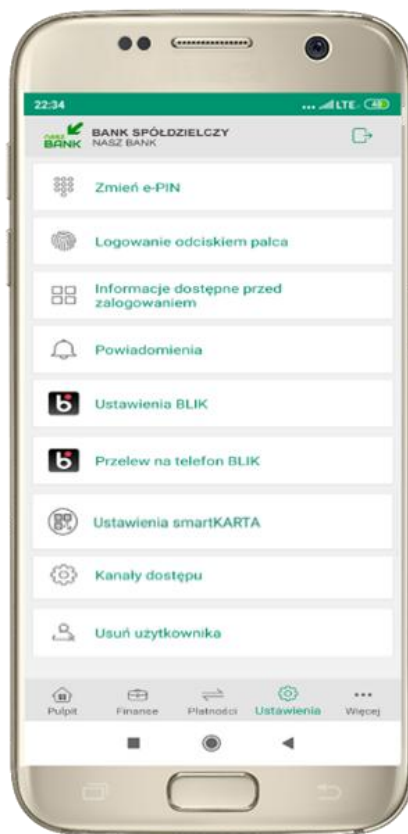 22:34
LTE 48
NASZ
BANK
BANK SPÓŁDZIELCZY
NASZ BANK
Zmień e-PIN
Logowanie odciskiem palca
Informacje dostępne przed
zalogowaniem
Powiadomienia
Ustawienia BLIK
Przelew na telefon BLIK
Ustawienia smartKARTA
Kanały dostępu
Usuń użytkownika
Pulpit Finanse Płatności Ustawienia Więcej